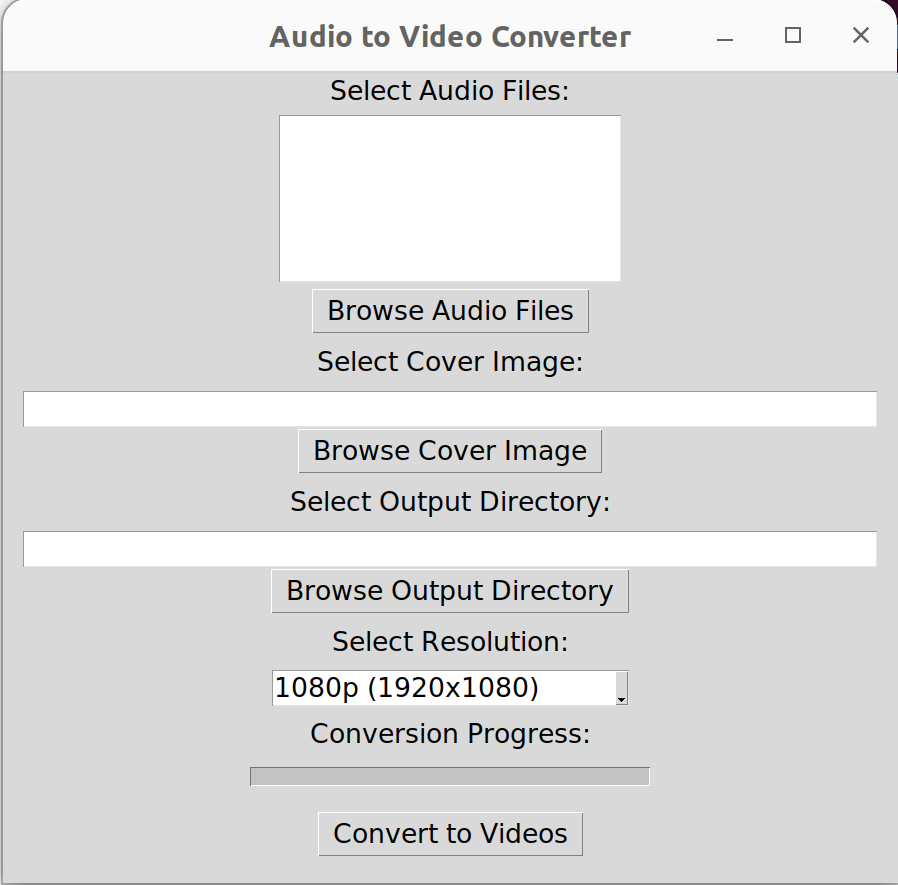 Audio to Video Converter
Select Audio Files:
Browse Audio Files
Select Cover Image:
Browse Cover Image
Select Output Directory:
Browse Output Directory
Select Resolution:
1080p (1920x1080)
Conversion Progress:
Convert to Videos